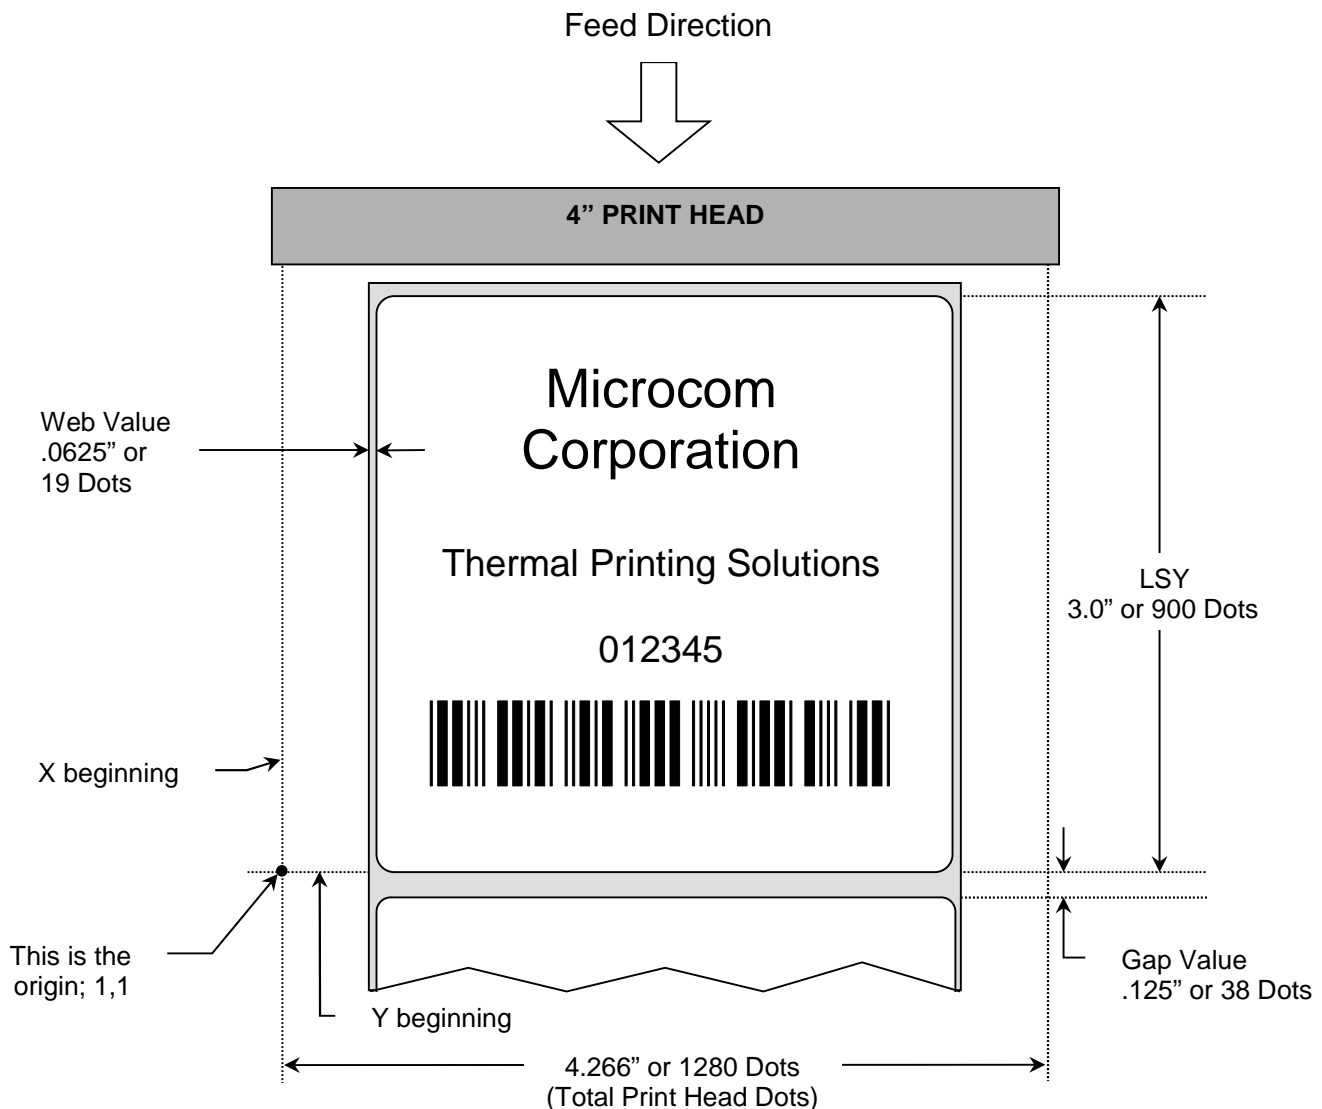 Feed Direction
4” PRINT HEAD
Microcom
Corporation
Web Value
.0625” or
19 Dots
Thermal Printing Solutions
LSY
3.0” or 900 Dots
012345
X beginning
This is the
origin; 1,1
Gap Value
.125” or 38 Dots
Y beginning
4.266” or 1280 Dots
(Total Print Head Dots)